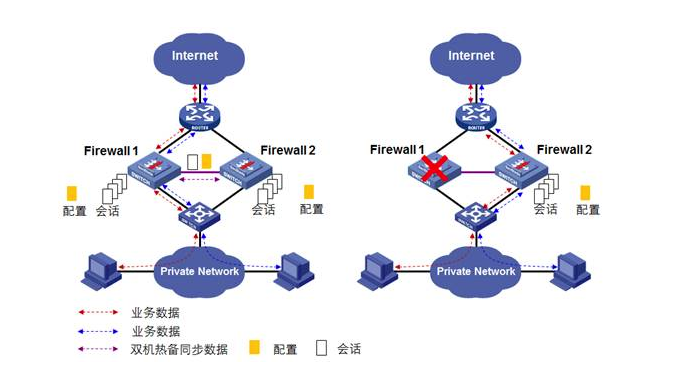 Internet
Internet
ROUTER
ROUTER
Firewall 1
Firewall 2
Firewall 1
Firewall 2
配置
会话
会话
配置
会话
配置
Private Network
Private Network
业务数据
业务数据
双机热备同步数据
配置
会话